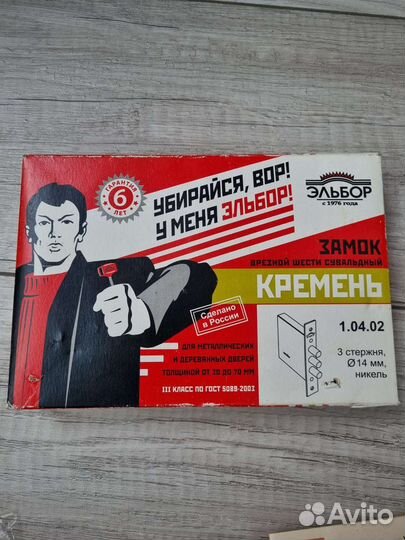 ГАРАНТИЯ
6
ЛЕТ
УБИРАЙСЯ, ВОР!
У МЕНЯ ЭЛЬБОР!
ЭЛЬБОР
с 1976 года
ЗАМОК
ВРЕЗНОЙ ШЕСТИ СУВАЛЬДНЫЙ
КРЕМЕНЬ
Сделано
в России
1.04.02
3 стержня,
Ø 14 мм,
никель
ДЛЯ МЕТАЛЛИЧЕСКИХ
И ДЕРЕВЯННЫХ ДВЕРЕЙ
ТОЛЩИНОЙ ОТ 20 ДО 70 ММ
III КЛАСС ПО ГОСТ 5089-2003
Avito